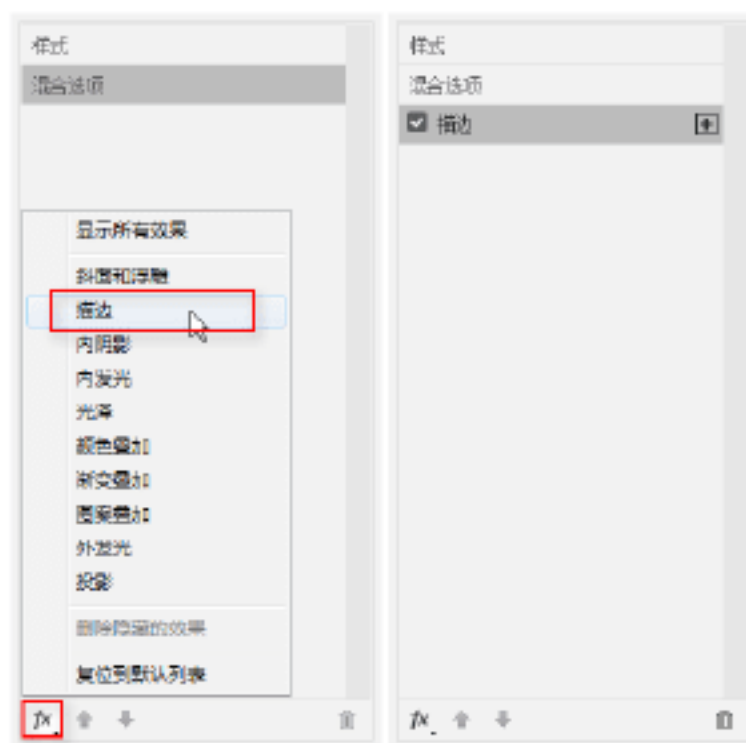 样式
混合选项
显示所有效果
斜面和浮雕
描边
内阴影
内发光
光泽
颜色叠加
渐变叠加
图案叠加
外发光
投影
删除隐藏的效果
复位到默认列表
fx
样式
混合选项
描边
fx